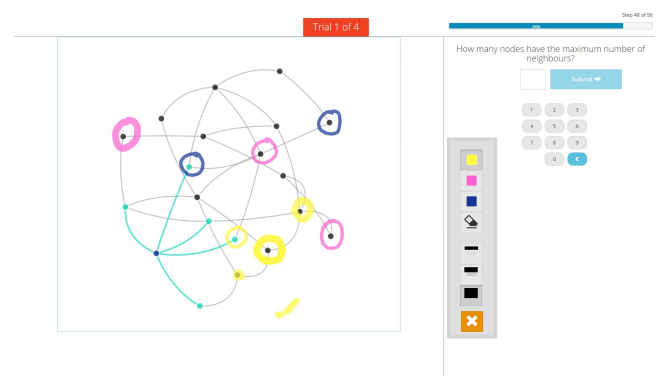 Step 48 of 56
Trial 1 of 4
How many nodes have the maximum number of
neighbours?
Submit
1 2 3
4 5 6
7 8 9
0